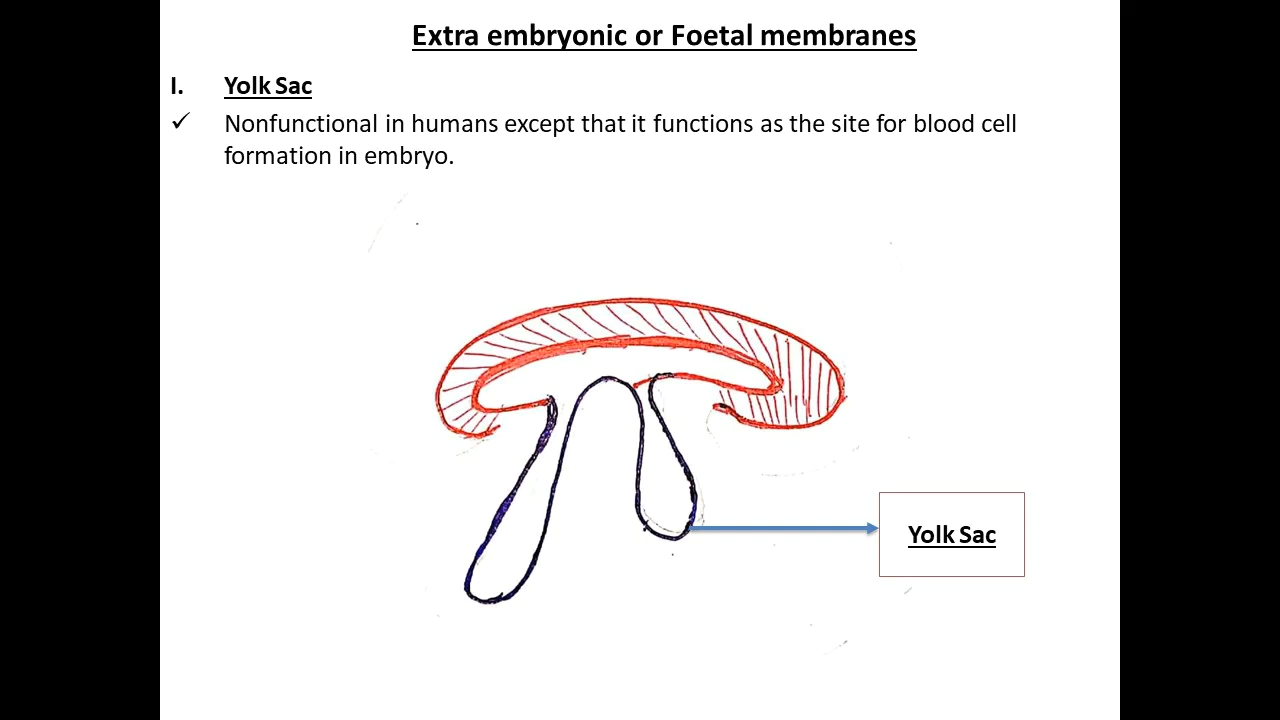 Extra embryonic or Foetal membranes
I. Yolk Sac
✓ Nonfunctional in humans except that it functions as the site for blood cell
formation in embryo.
Yolk Sac